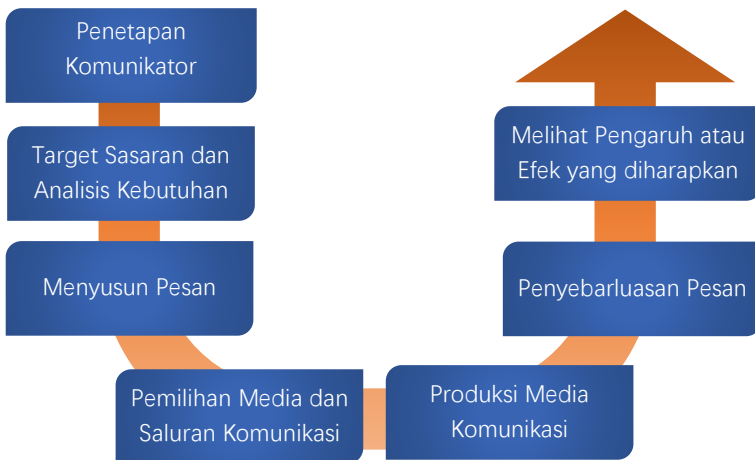 Penetapan
Komunikator
Target Sasaran dan
Analisis Kebutuhan
Menyusun Pesan
Pemilihan Media dan
Saluran Komunikasi
Produksi Media
Komunikasi
Penyebarluasan Pesan
Melihat Pengaruh atau
Efek yang diharapkan